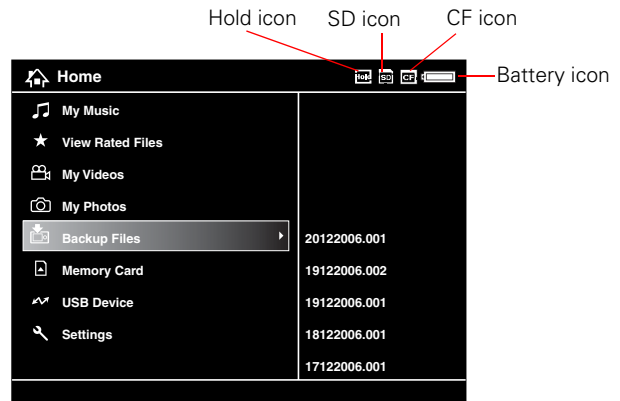 Hold icon SD icon CF icon
Home Hold SD CF Battery icon
My Music
View Rated Files
My Videos
My Photos
Backup Files 20122006.001
Memory Card 19122006.002
USB Device 19122006.001
Settings 18122006.001
17122006.001